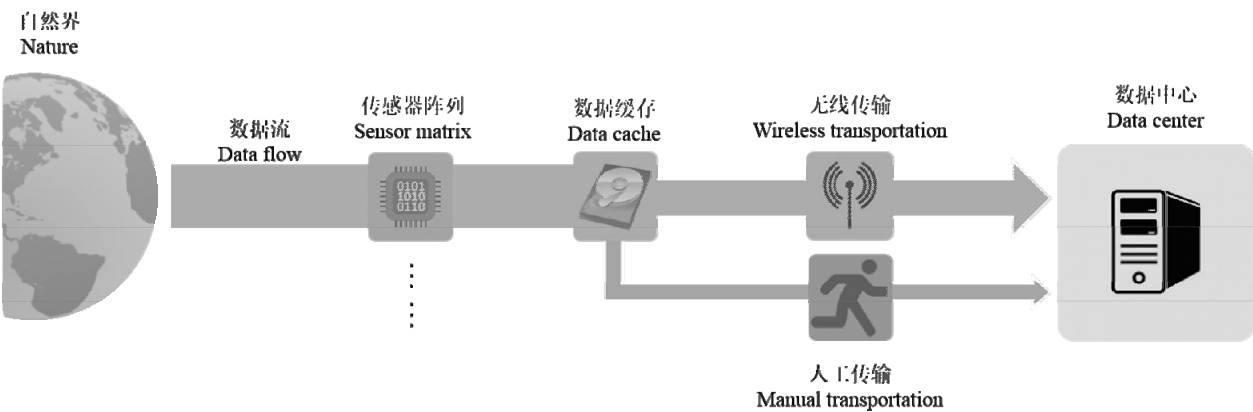 自然界
Nature
数据流
Data flow
传感器阵列
Sensor matrix
0101
1010
0110
数据缓存
Data cache
无线传输
Wireless transportation
人工传输
Manual transportation
数据中心
Data center